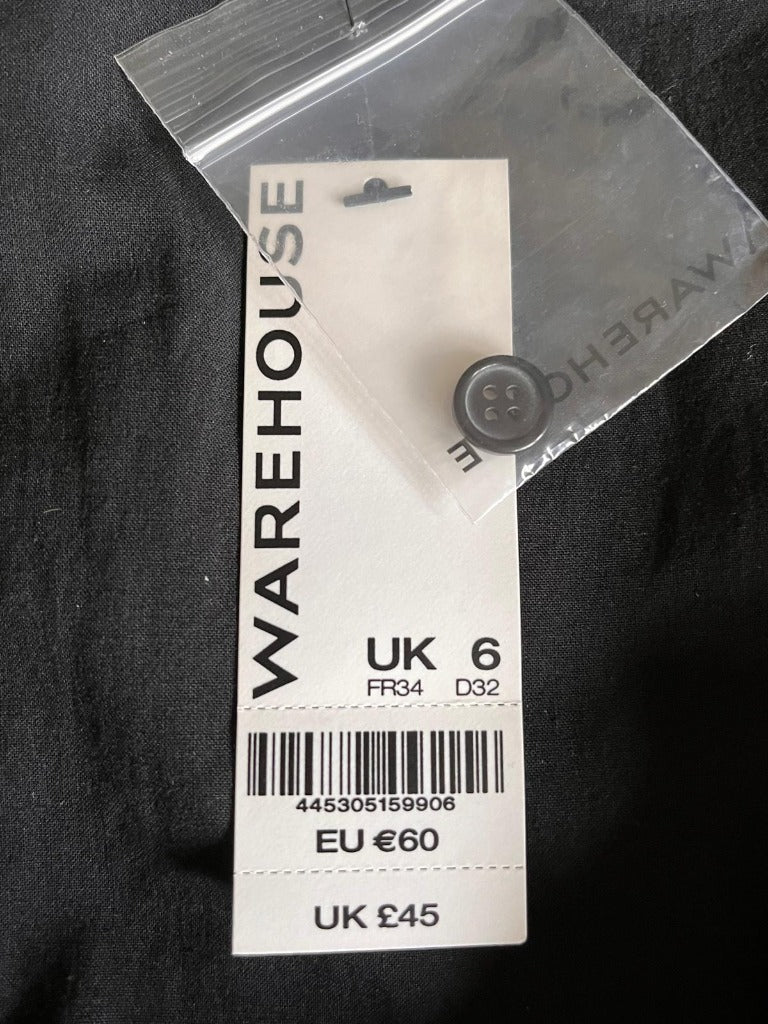 WAREHOUSE
WAREHOUSE
UK 6
FR34 D32
445305159906
EU €60
UK £45